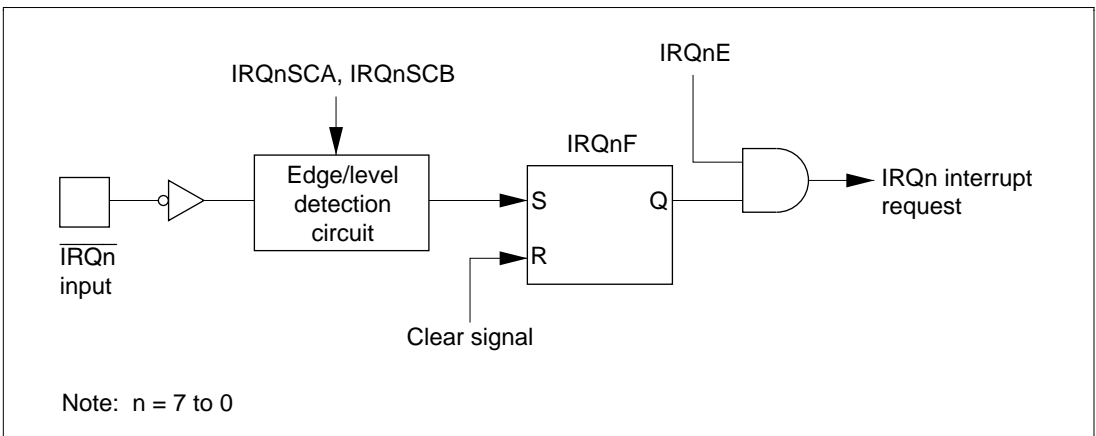 IRQnE
IRQnSCA, IRQnSCB
IRQnF
Edge/level
detection
circuit
S
Q
R
IRQn interrupt
request
IRQn
input
Clear signal
Note: n = 7 to 0